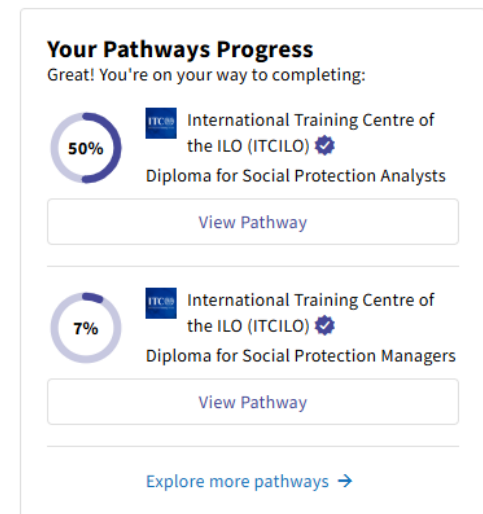 Your Pathways Progress
Great! You're on your way to completing:
50%
ITC
International Training Centre of
the ILO (ITCILO)
Diploma for Social Protection Analysts
View Pathway
7%
ITC
International Training Centre of
the ILO (ITCILO)
Diploma for Social Protection Managers
View Pathway
Explore more pathways →